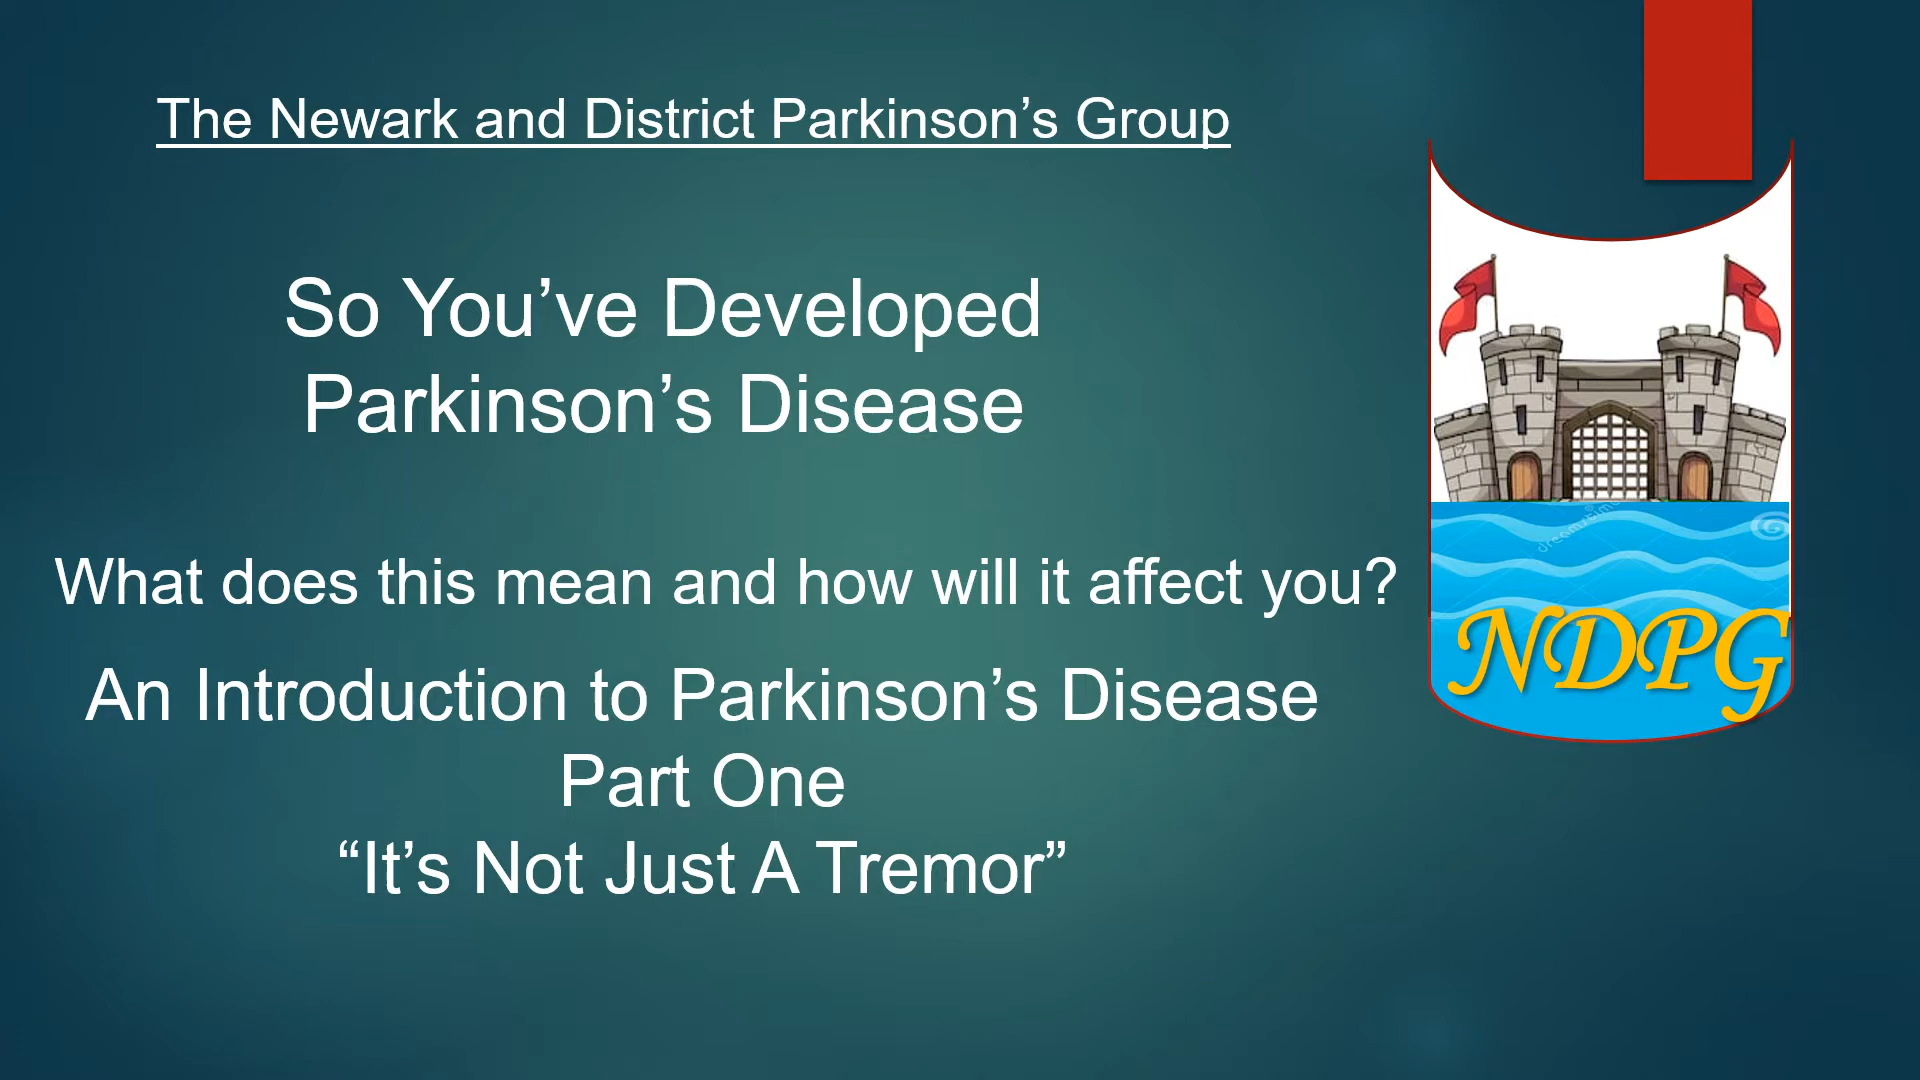 The Newark and District Parkinson’s Group
So You’ve Developed
Parkinson’s Disease
What does this mean and how will it affect you?
An Introduction to Parkinson’s Disease
Part One
“It’s Not Just A Tremor”
dreamstime
NDPG